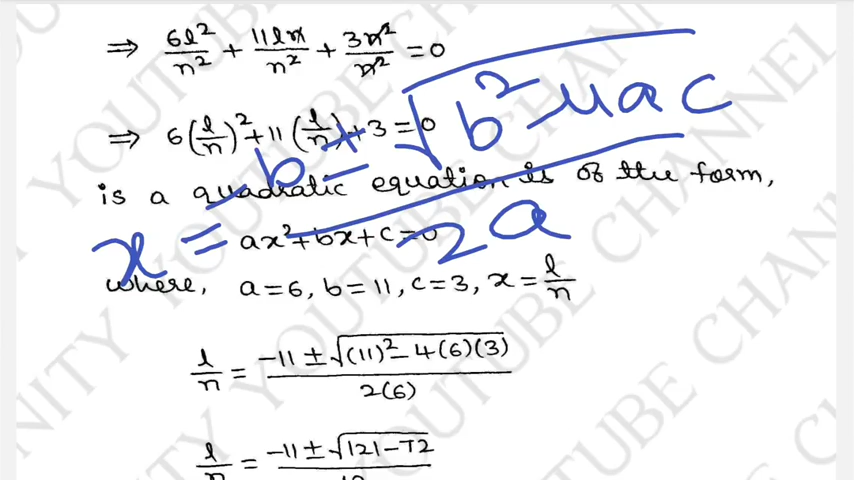 ⇒ 6l²/n² + 11ln/n² + 3n²/n² = 0
⇒ 6(l/n)² + 11(l/n) + 3 = 0
is a quadratic equation is of the form,
ax² + bx + c = 0
x = -b ± √b² 4ac / 2a
where, a = 6, b = 11, c = 3, x = l/n
l/n = -11 ± √(11)² - 4(6)(3) / 2(6)
l/n = -11 ± √121 - 72
YOUTUBE CHANNEL